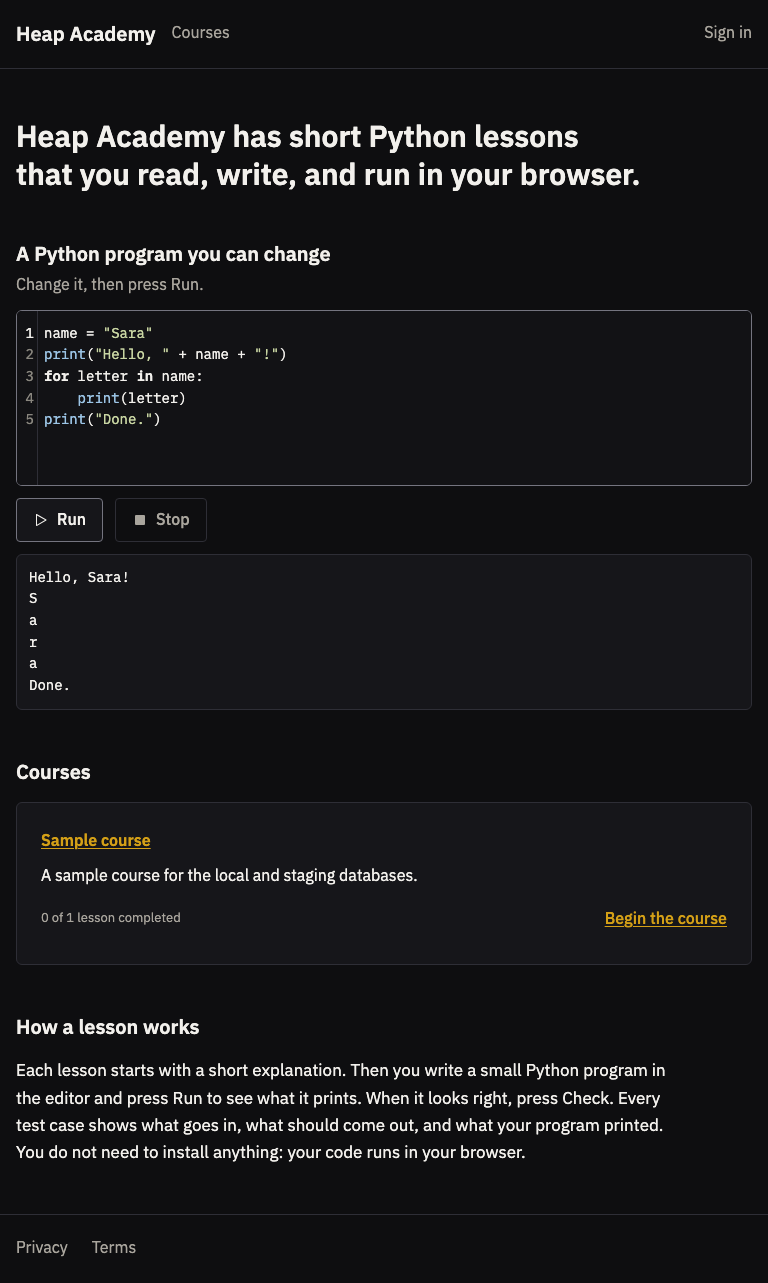 Heap Academy Courses Sign in
Heap Academy has short Python lessons
that you read, write, and run in your browser.
A Python program you can change
Change it, then press Run.
1 name = "Sara"
2 print("Hello, " + name + "!")
3 for letter in name:
4     print(letter)
5 print("Done.")
Run Stop
Hello, Sara!
S
a
r
a
Done.
Courses
Sample course
A sample course for the local and staging databases.
0 of 1 lesson completed Begin the course
How a lesson works
Each lesson starts with a short explanation. Then you write a small Python program in
the editor and press Run to see what it prints. When it looks right, press Check. Every
test case shows what goes in, what should come out, and what your program printed.
You do not need to install anything: your code runs in your browser.
Privacy Terms